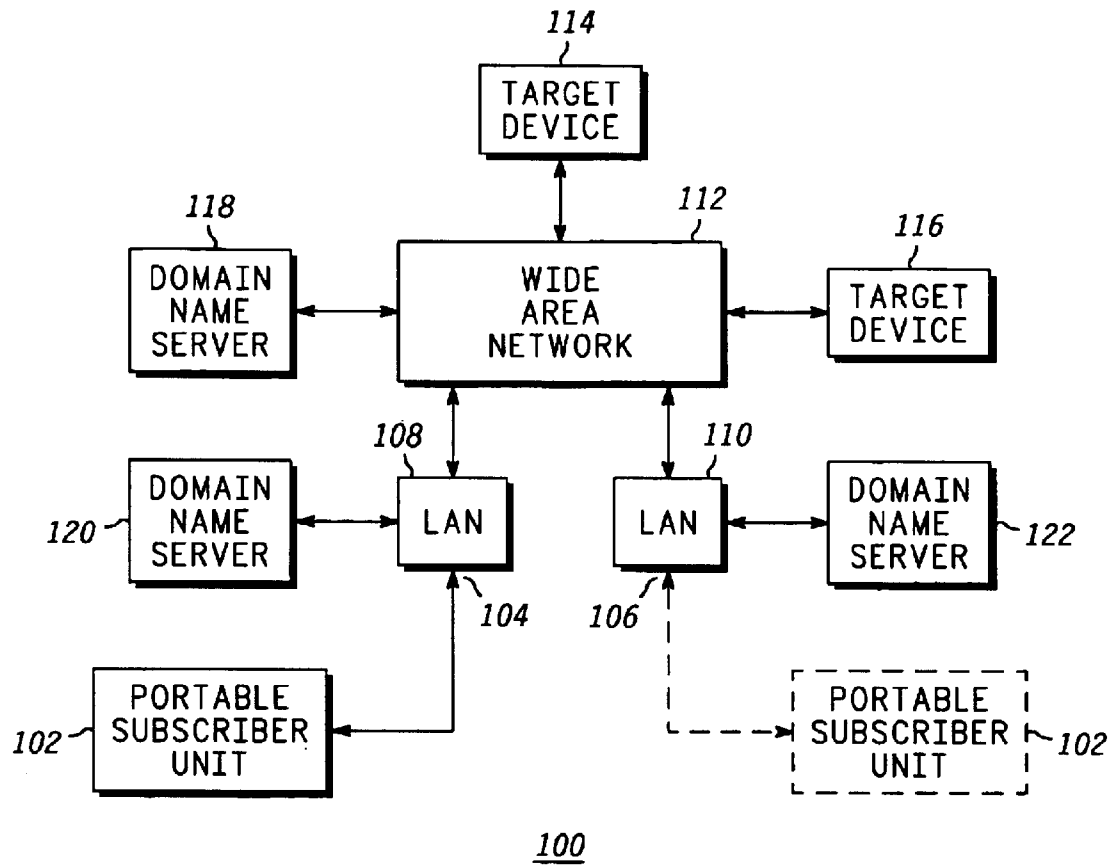 114
TARGET
DEVICE
118
112
116
DOMAIN
NAME
SERVER
WIDE
AREA
NETWORK
TARGET
DEVICE
108
110
120
DOMAIN
NAME
SERVER
LAN
LAN
DOMAIN
NAME
SERVER
122
104
106
102
PORTABLE
SUBSCRIBER
UNIT
PORTABLE
SUBSCRIBER
UNIT
102
100